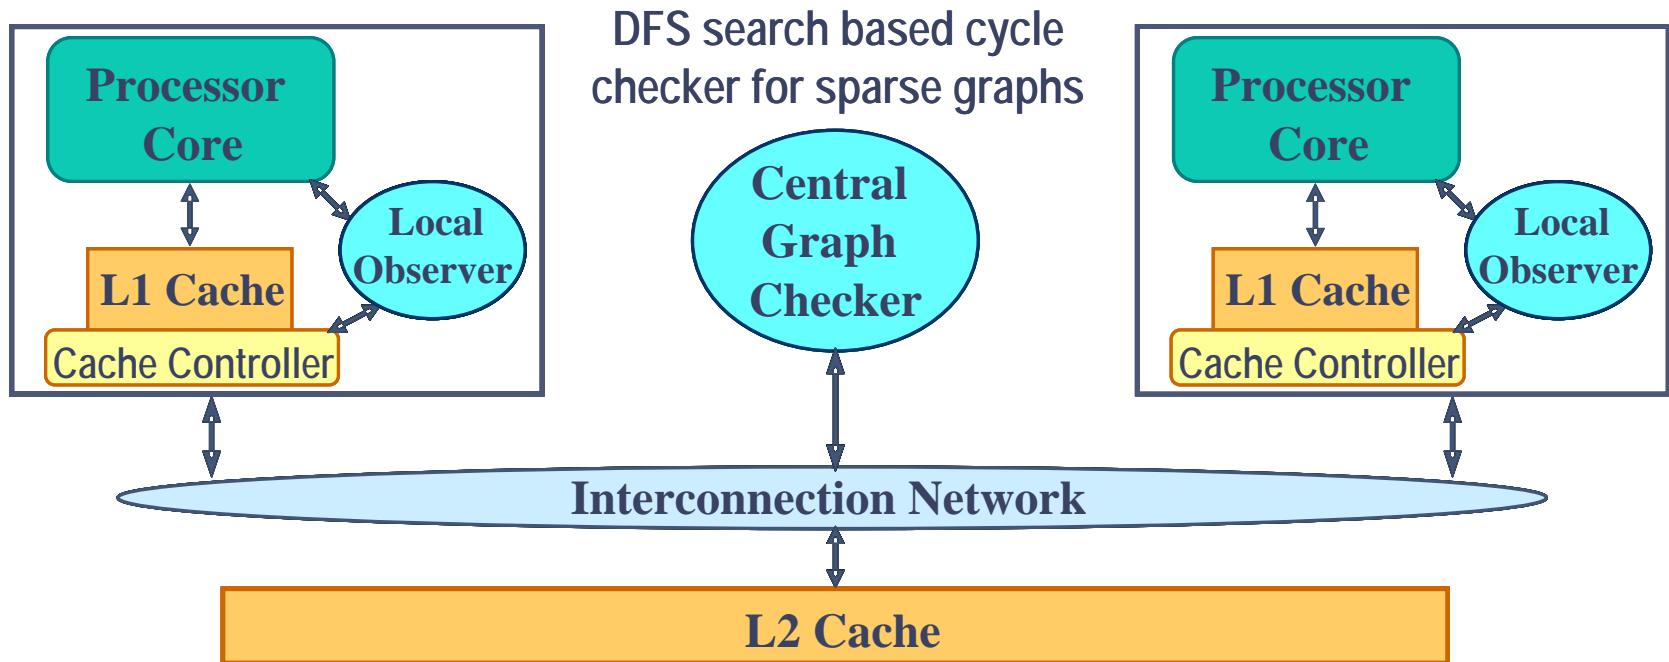 DFS search based cycle
checker for sparse graphs
Processor
Core
Local
Observer
L1 Cache
Cache Controller
Central
Graph
Checker
Processor
Core
Local
Observer
L1 Cache
Cache Controller
Interconnection Network
L2 Cache